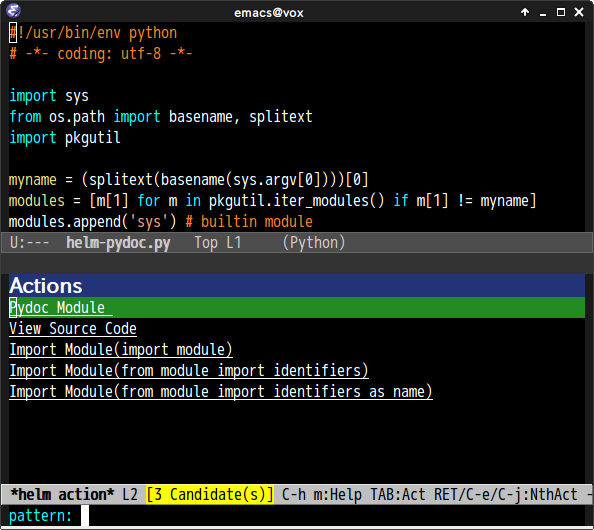 emacs@vox
#!/usr/bin/env python
# -*- coding: utf-8 -*-
import sys
from os.path import basename, splitext
import pkgutil
myname = (splitext(basename(sys.argv[0])))[0]
modules = [m[1] for m in pkgutil.iter_modules() if m[1] != myname]
modules.append('sys') # builtin module
U:--- helm-pydoc.py Top L1 (Python)
Actions
Pydoc Module
View Source Code
Import Module(import module)
Import Module(from module import identifiers)
Import Module(from module import identifiers as name)
*helm action* L2 [3 Candidate(s)] C-h m:Help TAB:Act RET/C-e/C-j:NthAct -
pattern: